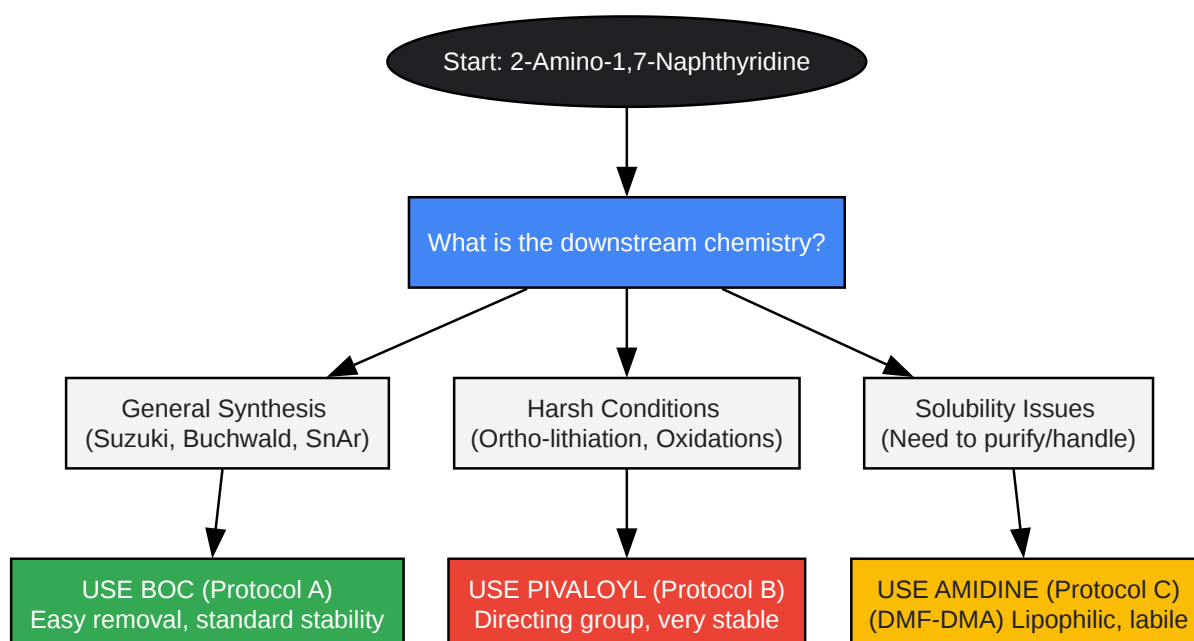 Start: 2-Amino-1,7-Naphthyridine
What is the downstream chemistry?
General Synthesis
(Suzuki, Buchwald, SnAr)
Harsh Conditions
(Ortho-lithiation, Oxidations)
Solubility Issues
(Need to purify/handle)
USE BOC (Protocol A)
Easy removal, standard stability
USE PIVALOYL (Protocol B)
Directing group, very stable
USE AMIDINE (Protocol C)
(DMF-DMA) Lipophilic, labile